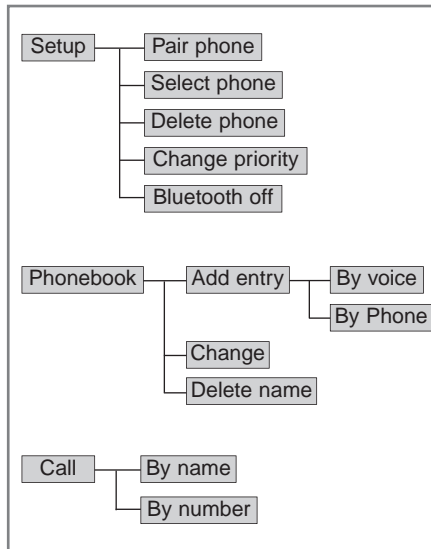 Setup
Pair phone
Select phone
Delete phone
Change priority
Bluetooth off
Phonebook
Add entry
By voice
By Phone
Change
Delete name
Call
By name
By number